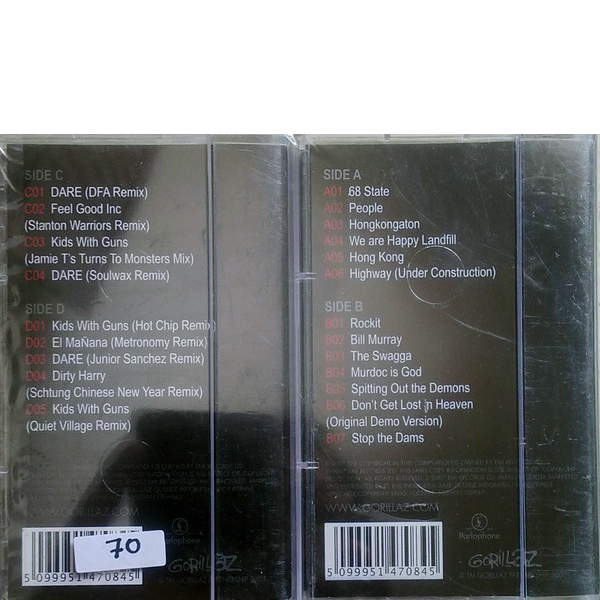 SIDE C
C01 DARE (DFA Remix)
C02 Feel Good Inc
(Stanton Warriors Remix)
C03 Kids With Guns
(Jamie T's Turns To Monsters Mix)
C04 DARE (Soulwax Remix)
SIDE D
D01 Kids With Guns (Hot Chip Remix)
D02 El MaÑana (Metronomy Remix)
D03 DARE (Junior Sanchez Remix)
D04 Dirty Harry
(Schtung Chinese New Year Remix)
D05 Kids With Guns
(Quiet Village Remix)
WWW.GORILLAZ.COM
70
Parlophone
GORILLAZ
5 099951 470845
SIDE A
A01 68 State
A02 People
A03 Hongkongaton
A04 We are Happy Landfill
A05 Hong Kong
A06 Highway (Under Construction)
SIDE B
B01 Rockit
B02 Bill Murray
B03 The Swagga
B04 Murdoc is God
B05 Spitting Out the Demons
B06 Don't Get Lost in Heaven
(Original Demo Version)
B07 Stop the Dams
WWW.GORILLAZ.COM
Parlophone
GORILLAZ
5 099951 470845